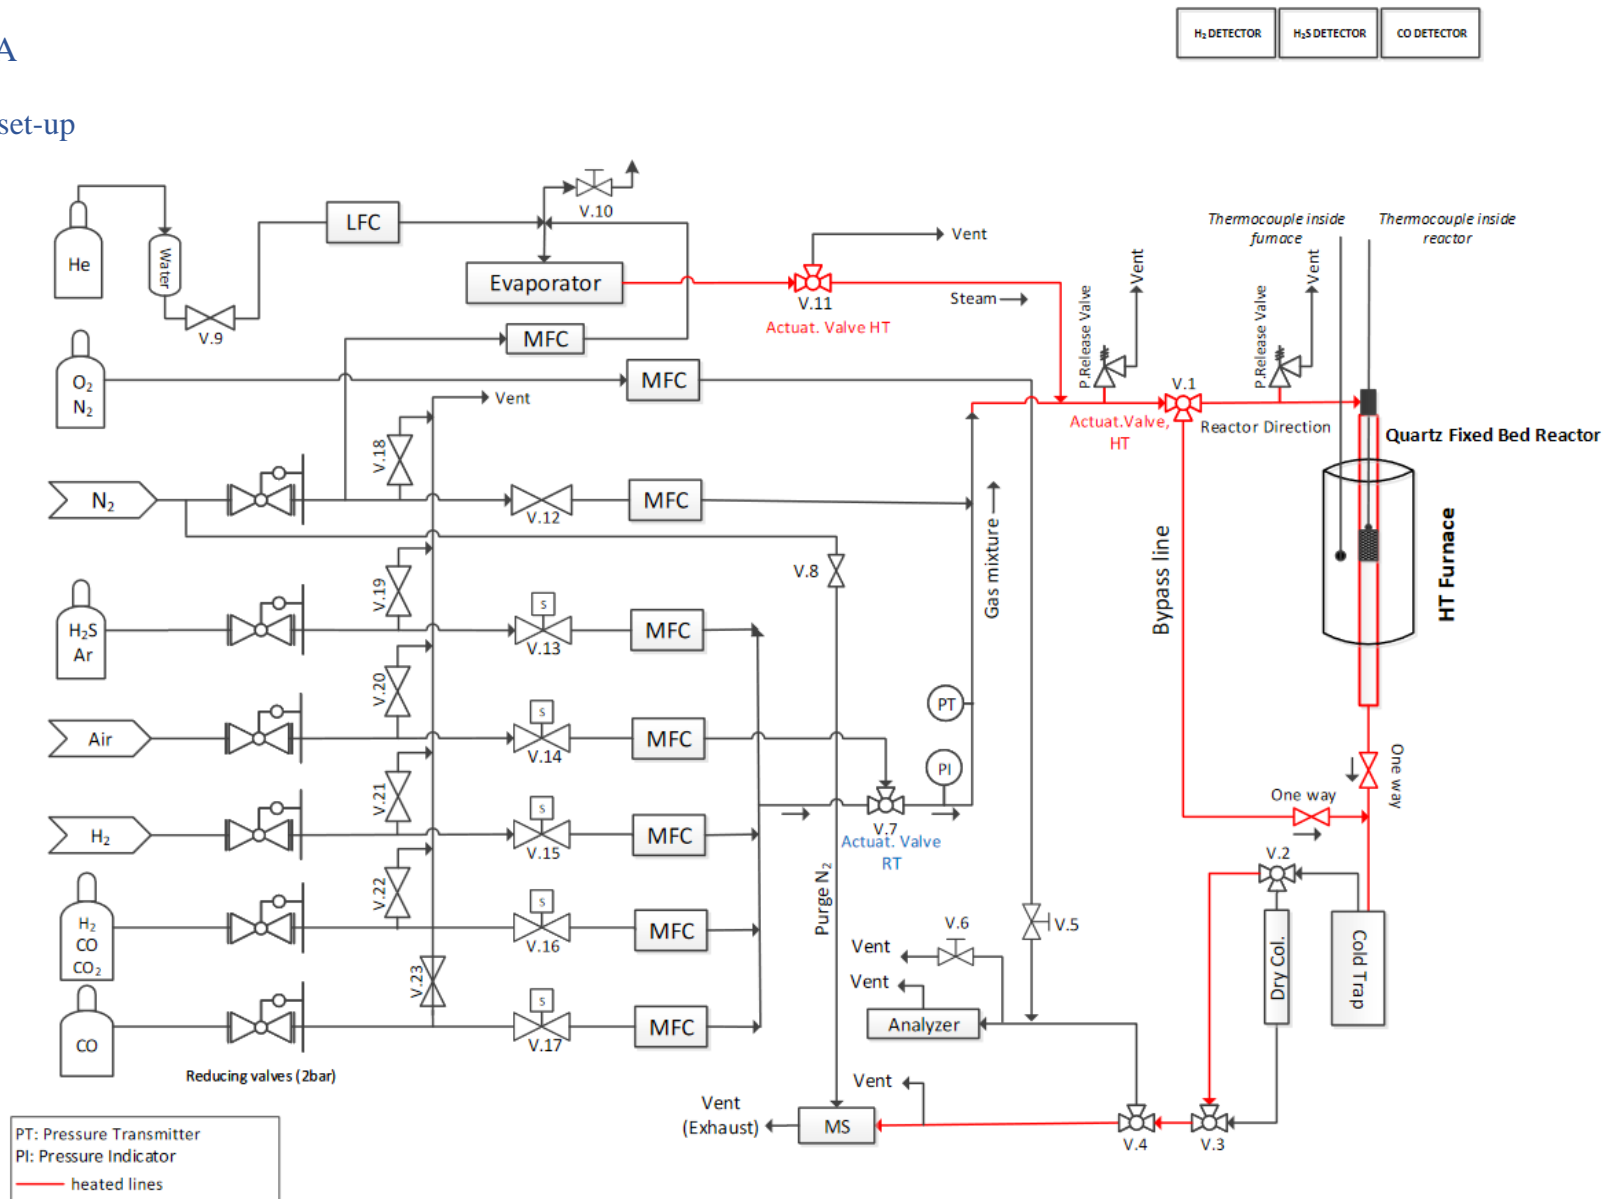 H₂ DETECTOR
H₂S DETECTOR
CO DETECTOR
A
set-up
He
Water
V.9
LFC
V.10
Evaporator
MFC
Vent
V.11
Actuat. Valve HT
Steam
Thermocouple inside
furnace
Thermocouple inside
reactor
P.Release Valve
Vent
P.Release Valve
Vent
V.1
Actuat.Valve,
HT
Reactor Direction
Quartz Fixed Bed Reactor
HT Furnace
Bypass line
O₂
N₂
MFC
Vent
V.18
N₂
V.12
MFC
V.8
Gas mixture
V.19
H₂S
Ar
S
V.13
MFC
V.20
Air
S
V.14
MFC
PT
PI
V.21
H₂
S
V.15
MFC
V.7
Actuat. Valve
RT
One way
One way
V.22
H₂
CO
CO₂
S
V.16
MFC
Purge N₂
V.23
CO
S
V.17
MFC
Reducing valves (2bar)
V.2
Dry Col.
Cold Trap
V.5
V.6
Vent
Vent
Analyzer
Vent
Vent
(Exhaust)
MS
V.4
V.3
PT: Pressure Transmitter
PI: Pressure Indicator
heated lines